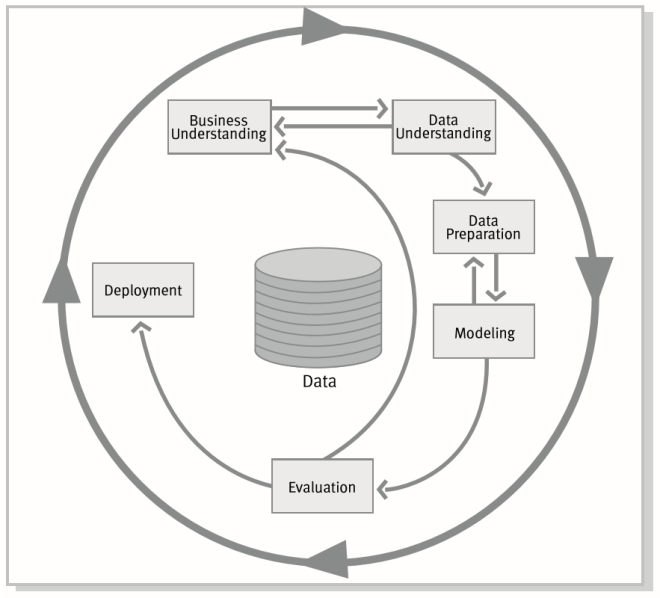 Business
Understanding
Data
Understanding
Data
Preparation
Deployment
Modeling
Data
Evaluation